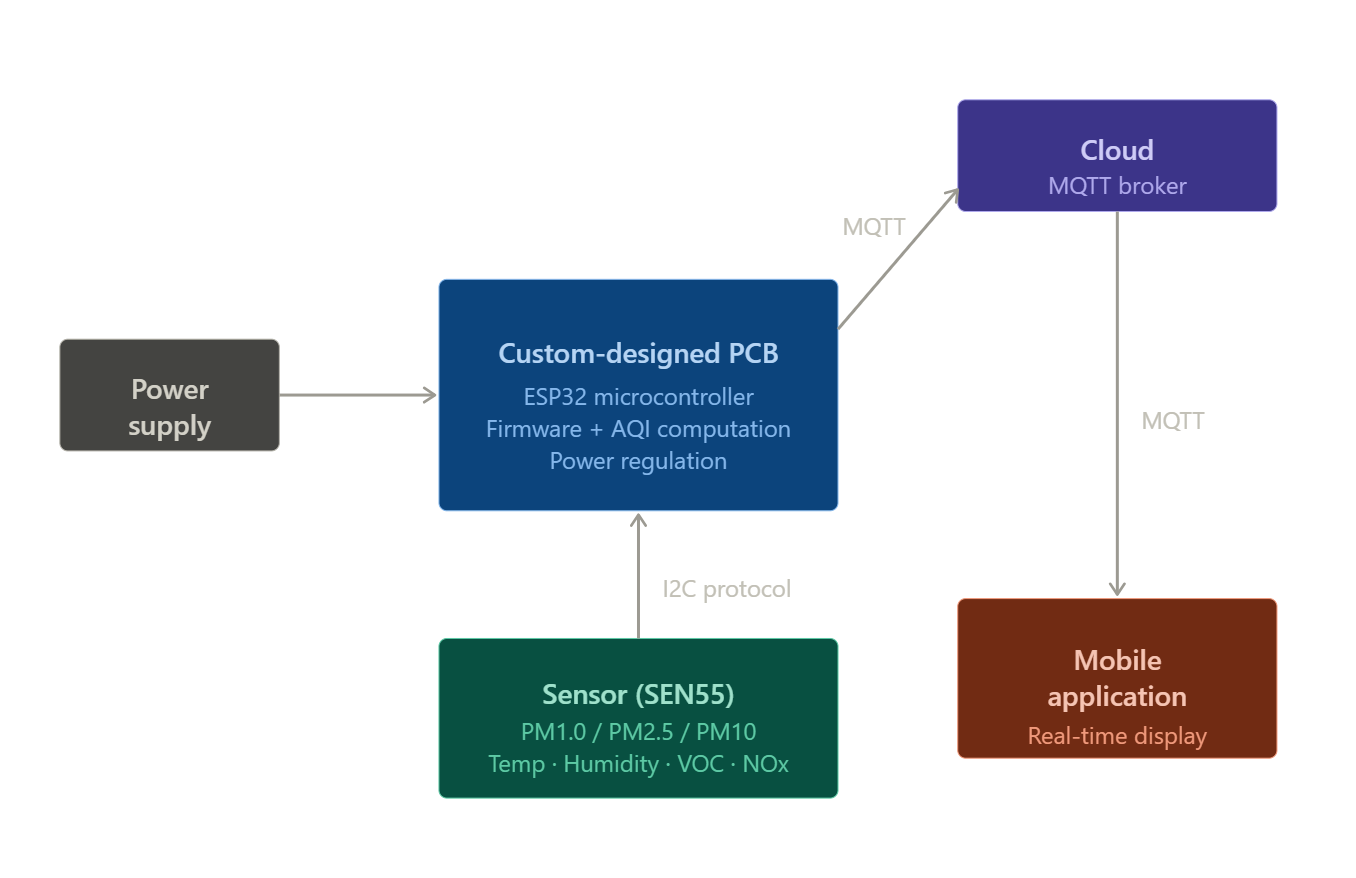 Cloud
MQTT broker
MQTT
Custom-designed PCB
ESP32 microcontroller
Firmware + AQI computation
Power regulation
Power
supply
MQTT
I2C protocol
Sensor (SEN55)
PM1.0 / PM2.5 / PM10
Temp · Humidity · VOC · NOx
Mobile
application
Real-time display